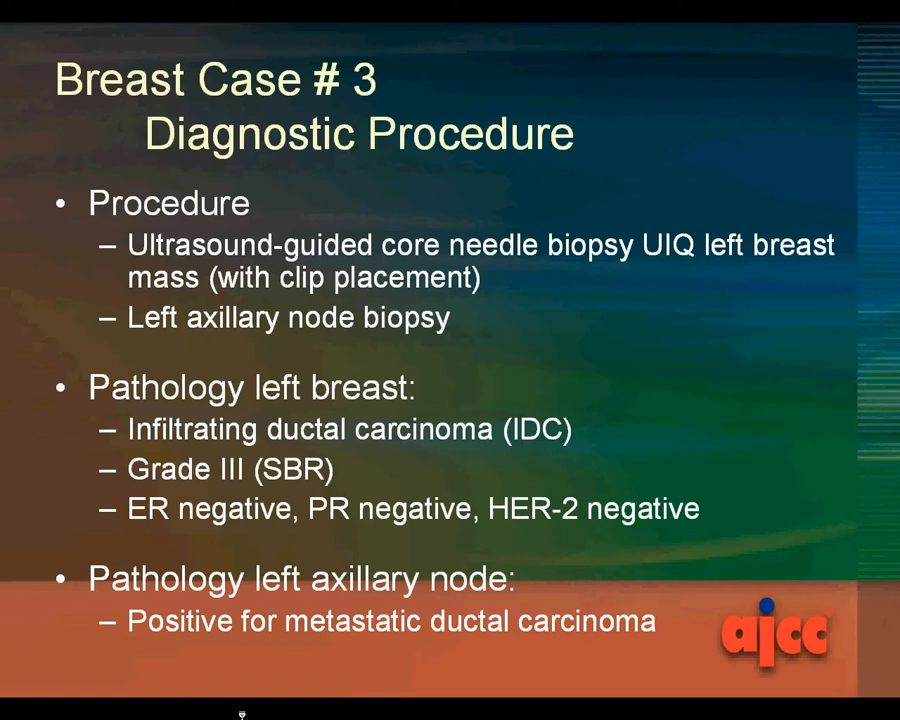 Breast Case # 3
Diagnostic Procedure
• Procedure
– Ultrasound-guided core needle biopsy UIQ left breast
mass (with clip placement)
– Left axillary node biopsy
• Pathology left breast:
– Infiltrating ductal carcinoma (IDC)
– Grade III (SBR)
– ER negative, PR negative, HER-2 negative
• Pathology left axillary node:
– Positive for metastatic ductal carcinoma
ajcc